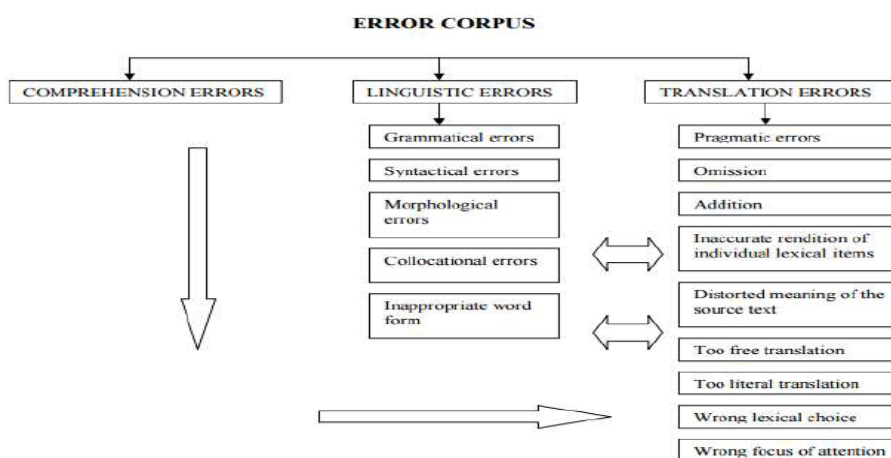 ERROR CORPUS
COMPREHENSION ERRORS
LINGUISTIC ERRORS
TRANSLATION ERRORS
Grammatical errors
Syntactical errors
Morphological
errors
Collocational errors
Inappropriate word
form
Pragmatic errors
Omission
Addition
Inaccurate rendition of
individual lexical items
Distorted meaning of the
source text
Too free translation
Too literal translation
Wrong lexical choice
Wrong focus of attention